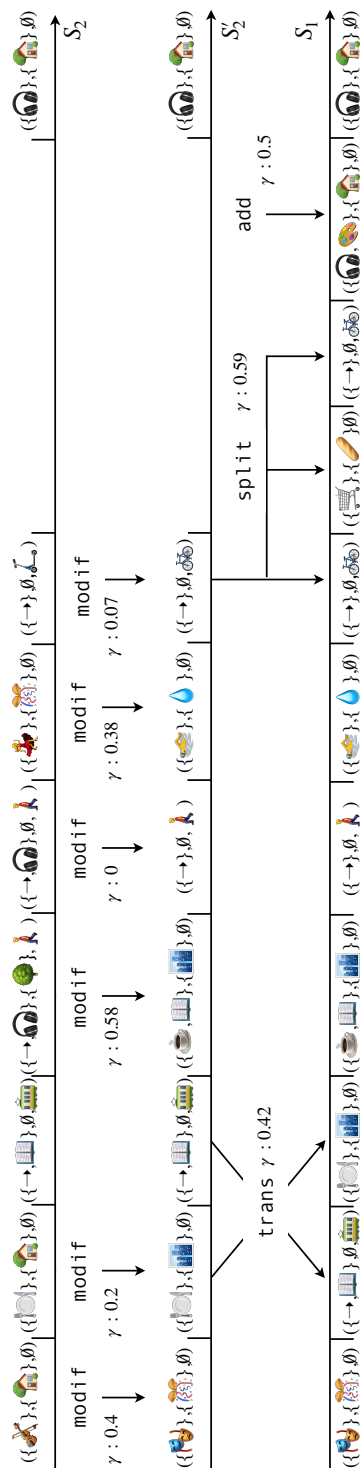 ({🎻},{🏡},∅) ({🍽️},{🏡},∅) ({→,📖},∅,🚋) ({→,🎧},{🌳},🚶) ({→,🎧},∅,🚶) ({💃},{🎊},∅) ({→},∅,🛴) ({🎧},{🏡},∅)
S₂
modif modif modif modif modif modif
γ : 0.4 γ : 0.2 γ : 0.58 γ : 0 γ : 0.38 γ : 0.07
({🎭},{🎊},∅) ({🍽️},{🏙️},∅) ({→,📖},∅,🚋) ({☕,📖},{🏙️},∅) ({→},∅,🚶) ({🏊},{💧},∅) ({→},∅,🚲) ({🎧},{🏡},∅)
S₂′
trans γ : 0.42 split γ : 0.59 add γ : 0.5
({🎭},{🎊},∅) ({→,📖},∅,🚋) ({🍽️},{🏙️},∅) ({☕,📖},{🏙️},∅) ({→},∅,🚶) ({🏊},{💧},∅) ({→},∅,🚲) ({🛒},{🥖},∅) ({→},∅,🚲) ({🎧,🎨},{🏡},∅) ({🎧},{🏡},∅)
S₁